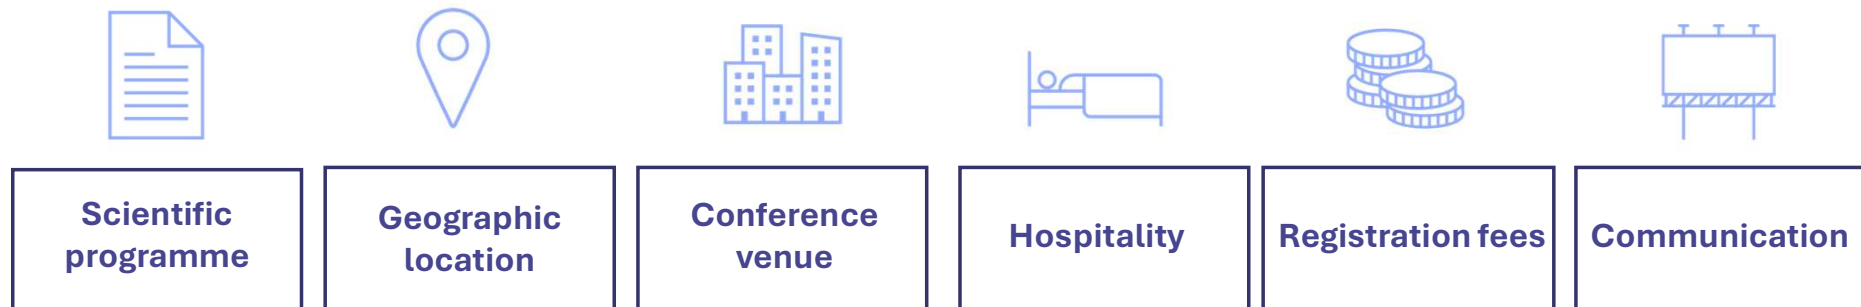 Scientific
programme
Geographic
location
Conference
venue
Hospitality
Registration fees
Communication